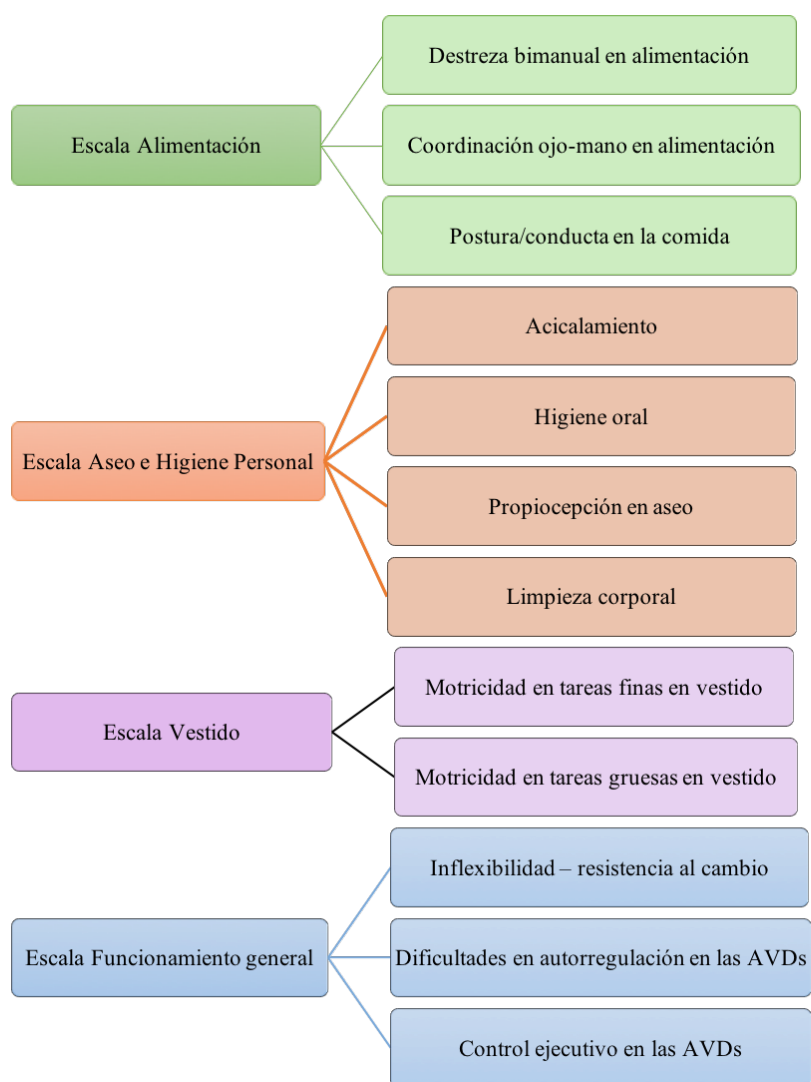 Escala Alimentación
Destreza bimanual en alimentación
Coordinación ojo-mano en alimentación
Postura/conducta en la comida
Escala Aseo e Higiene Personal
Acicalamiento
Higiene oral
Propiocepción en aseo
Limpieza corporal
Escala Vestido
Motricidad en tareas finas en vestido
Motricidad en tareas gruesas en vestido
Escala Funcionamiento general
Inflexibilidad – resistencia al cambio
Dificultades en autorregulación en las AVDs
Control ejecutivo en las AVDs